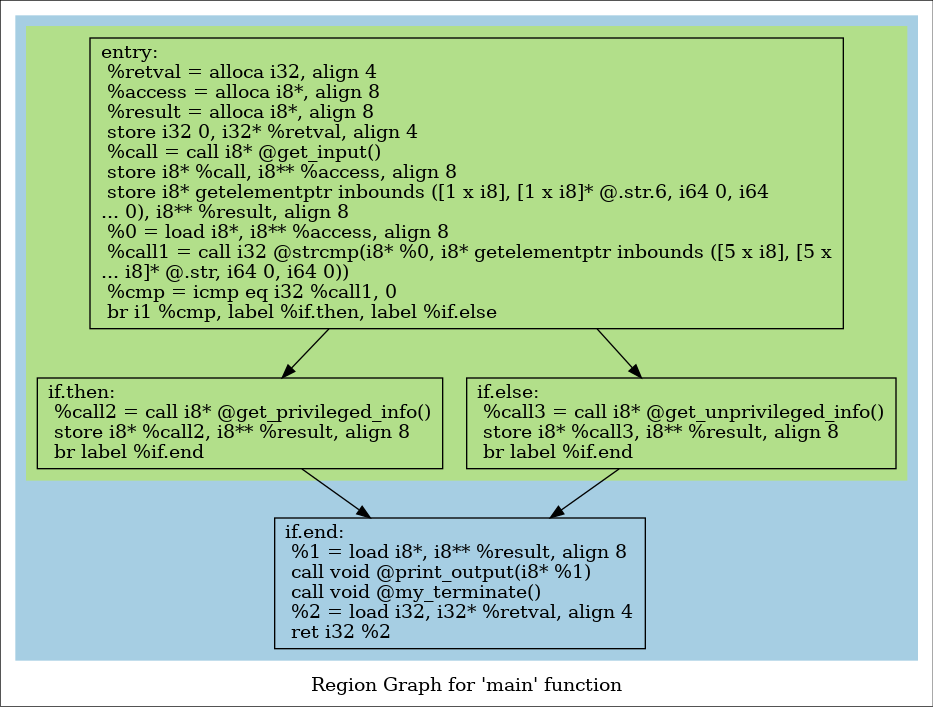 entry:
%retval = alloca i32, align 4
%access = alloca i8*, align 8
%result = alloca i8*, align 8
store i32 0, i32* %retval, align 4
%call = call i8* @get_input()
store i8* %call, i8** %access, align 8
store i8* getelementptr inbounds ([1 x i8], [1 x i8]* @.str.6, i64 0, i64
... 0), i8** %result, align 8
%0 = load i8*, i8** %access, align 8
%call1 = call i32 @strcmp(i8* %0, i8* getelementptr inbounds ([5 x i8], [5 x
... i8]* @.str, i64 0, i64 0))
%cmp = icmp eq i32 %call1, 0
br i1 %cmp, label %if.then, label %if.else
if.then:
%call2 = call i8* @get_privileged_info()
store i8* %call2, i8** %result, align 8
br label %if.end
if.else:
%call3 = call i8* @get_unprivileged_info()
store i8* %call3, i8** %result, align 8
br label %if.end
if.end:
%1 = load i8*, i8** %result, align 8
call void @print_output(i8* %1)
call void @my_terminate()
%2 = load i32, i32* %retval, align 4
ret i32 %2
Region Graph for 'main' function